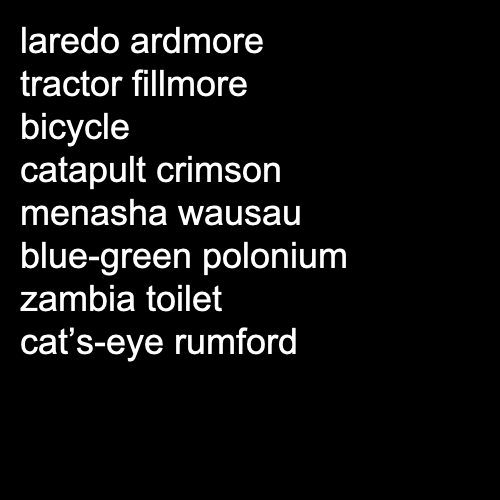 laredo ardmore
tractor fillmore
bicycle
catapult crimson
menasha wausau
blue-green polonium
zambia toilet
cat’s-eye rumford